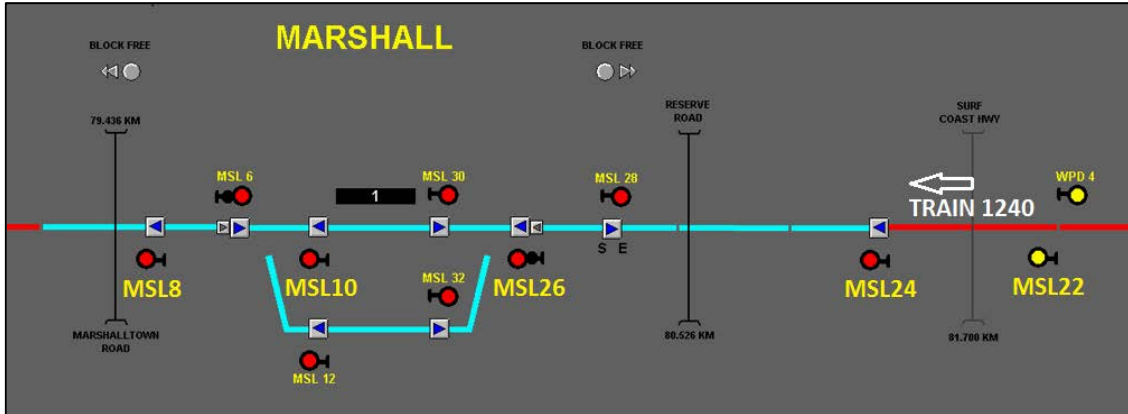 MARSHALL
BLOCK FREE
BLOCK FREE
79.436 KM
RESERVE
ROAD
SURF
COAST HWY
MSL 6
1
MSL 30
MSL 28
WPD 4
TRAIN 1240
S E
MSL8
MSL10
MSL 32
MSL26
MSL24
MSL22
MARSHALLTOWN
ROAD
MSL 12
80.526 KM
81.700 KM